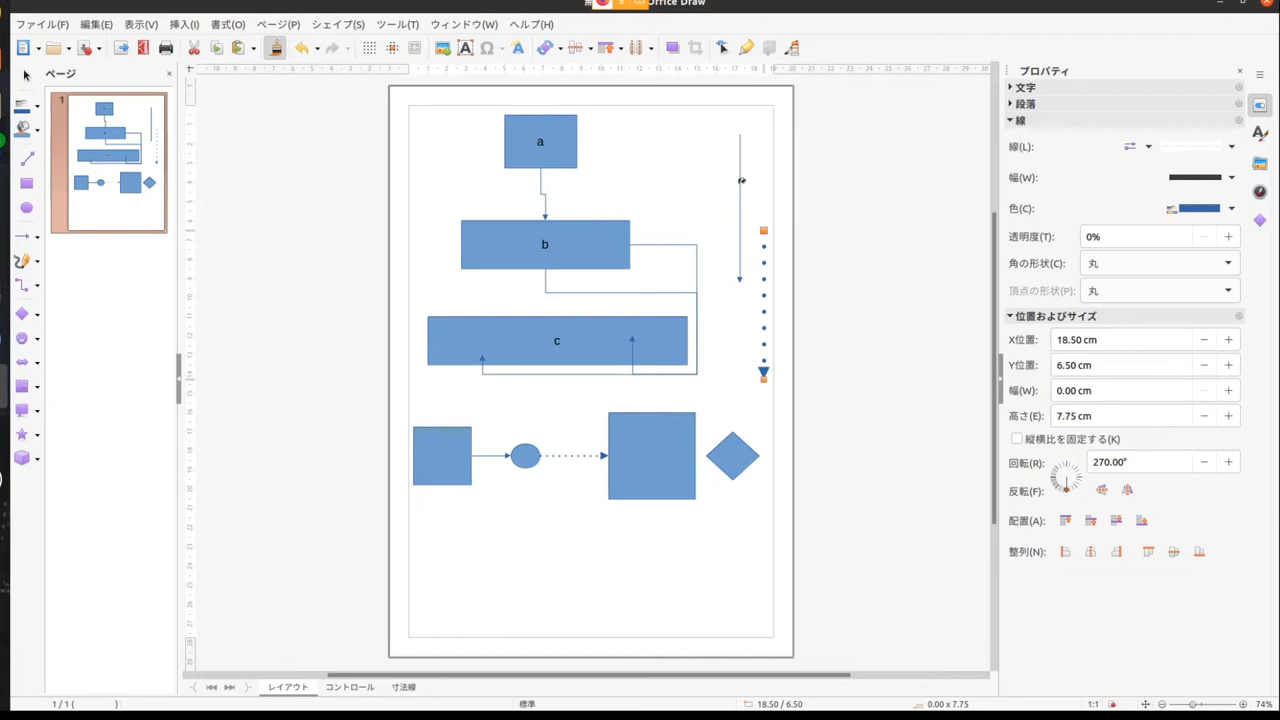 Office Draw
ファイル(F) 編集(E) 表示(V) 挿入(I) 書式(O) ページ(P) シェイプ(S) ツール(T) ウィンドウ(W) ヘルプ(H)
ページ
1
プロパティ
文字
段落
線
線(L):
幅(W):
色(C):
透明度(T): 0%
角の形状(C): 丸
頂点の形状(P): 丸
位置およびサイズ
X位置: 18.50 cm
Y位置: 6.50 cm
幅(W): 0.00 cm
高さ(E): 7.75 cm
縦横比を固定する(K)
回転(R): 270.00°
反転(F):
配置(A):
整列(N):
a
b
c
レイアウト コントロール 寸法線
1 / 1 ( ) 標準 18.50 / 6.50 0.00 x 7.75 1:1 74%